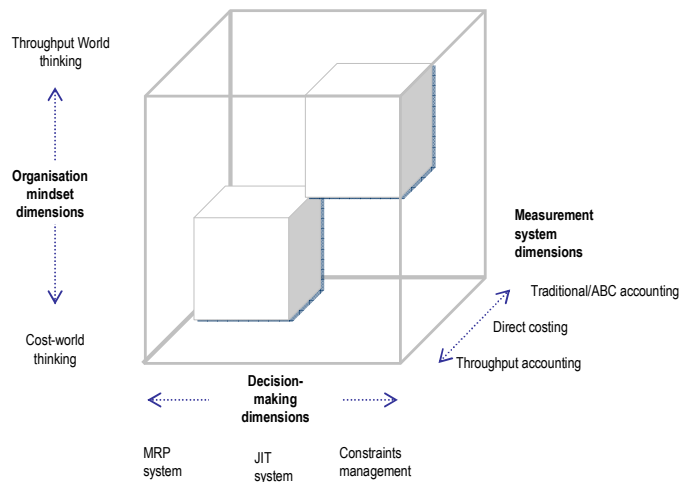 Throughput World
thinking
Organisation
mindset
dimensions
Cost-world
thinking
Measurement
system
dimensions
Traditional/ABC accounting
Direct costing
Throughput accounting
Decision-
making
dimensions
MRP
system
JIT
system
Constraints
management